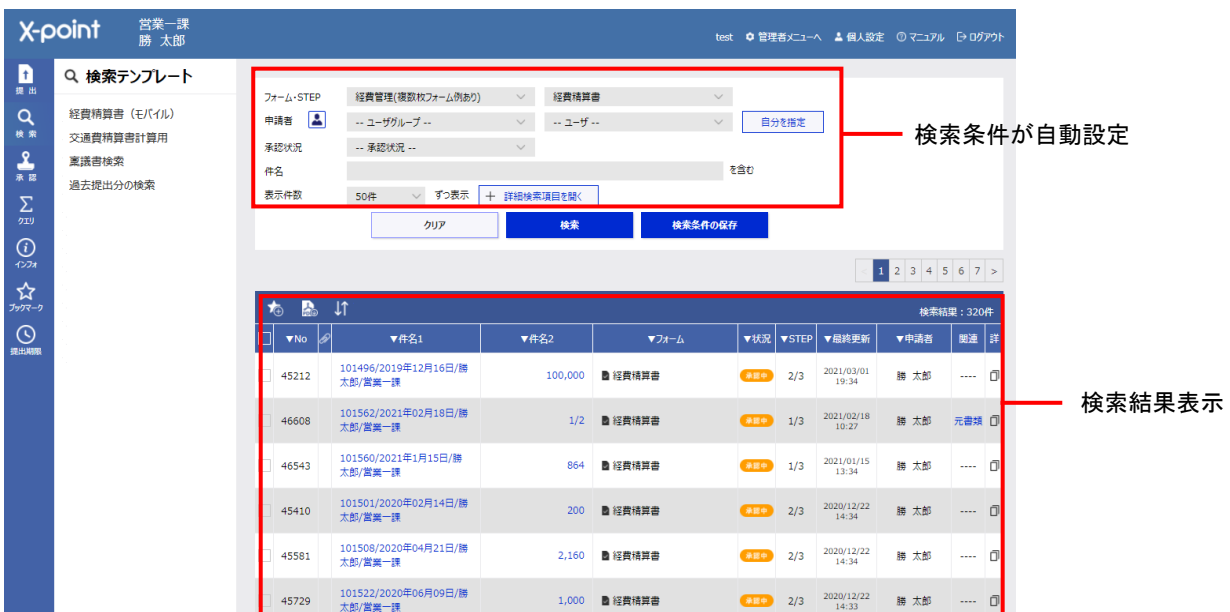 X-point
営業一課
勝 太郎
test 管理者メニューへ 個人設定 マニュアル ログアウト
提 出
検 索
承 認
クエリ
インフォ
ブックマーク
提出期限
検索テンプレート
経費精算書（モバイル）
交通費精算書計算用
稟議書検索
過去提出分の検索
フォーム・STEP 経費管理(複数枚フォーム例あり) 経費精算書
申請者 -- ユーザグループ -- -- ユーザ -- 自分を指定
承認状況 -- 承認状況 --
件名 を含む
表示件数 50件 ずつ表示 ＋ 詳細検索項目を開く
クリア 検索 検索条件の保存
検索条件が自動設定
< 1 2 3 4 5 6 7 >
検索結果：320件
▼No ▼件名1 ▼件名2 ▼フォーム ▼状況 ▼STEP ▼最終更新 ▼申請者 関連 詳
45212 101496/2019年12月16日/勝 太郎/営業一課 100,000 経費精算書 承認中 2/3 2021/03/01 19:34 勝 太郎 ----
46608 101562/2021年02月18日/勝 太郎/営業一課 1/2 経費精算書 承認中 1/3 2021/02/18 10:27 勝 太郎 元書類
46543 101560/2021年1月15日/勝 太郎/営業一課 864 経費精算書 承認中 1/3 2021/01/15 13:34 勝 太郎 ----
45410 101501/2020年02月14日/勝 太郎/営業一課 200 経費精算書 承認中 2/3 2020/12/22 14:34 勝 太郎 ----
45581 101508/2020年04月21日/勝 太郎/営業一課 2,160 経費精算書 承認中 2/3 2020/12/22 14:34 勝 太郎 ----
45729 101522/2020年06月09日/勝 太郎/営業一課 1,000 経費精算書 承認中 2/3 2020/12/22 14:33 勝 太郎 ----
検索結果表示